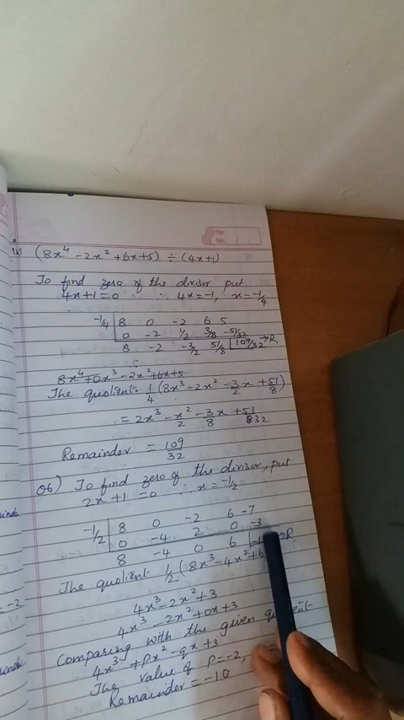 iv) (8x⁴ - 2x² + 6x + 5) ÷ (4x+1)
To find zero of the divisor put
4x+1=0 ∴ 4x=-1, x=-1/4
-1/4 | 8 0 -2 6 5
0 -2 1/2 3/8 -51/32
8 -2 -3/2 51/8 | 109/32 → R
8x⁴+0x³-2x²+6x+5
The quotient: 1/4 (8x³ - 2x² - 3/2 x + 51/8)
= 2x³ - x²/2 - 3/8 x + 51/832
Remainder = 109/32
Q6) To find zero of the divisor, put
2x+1=0 ∴ x=-1/2
-1/2 | 8 0 -2 6 -7
0 -4 2 0 -3
8 -4 0 6 R
The quotient 1/2 (8x³ - 4x² + 6
4x³ - 2x² + 3
4x³ - 2x² + 0x + 3
Comparing with the given quotient
4x³ + Px² - qx + 3
The value of P=-2,
Remainder = -10